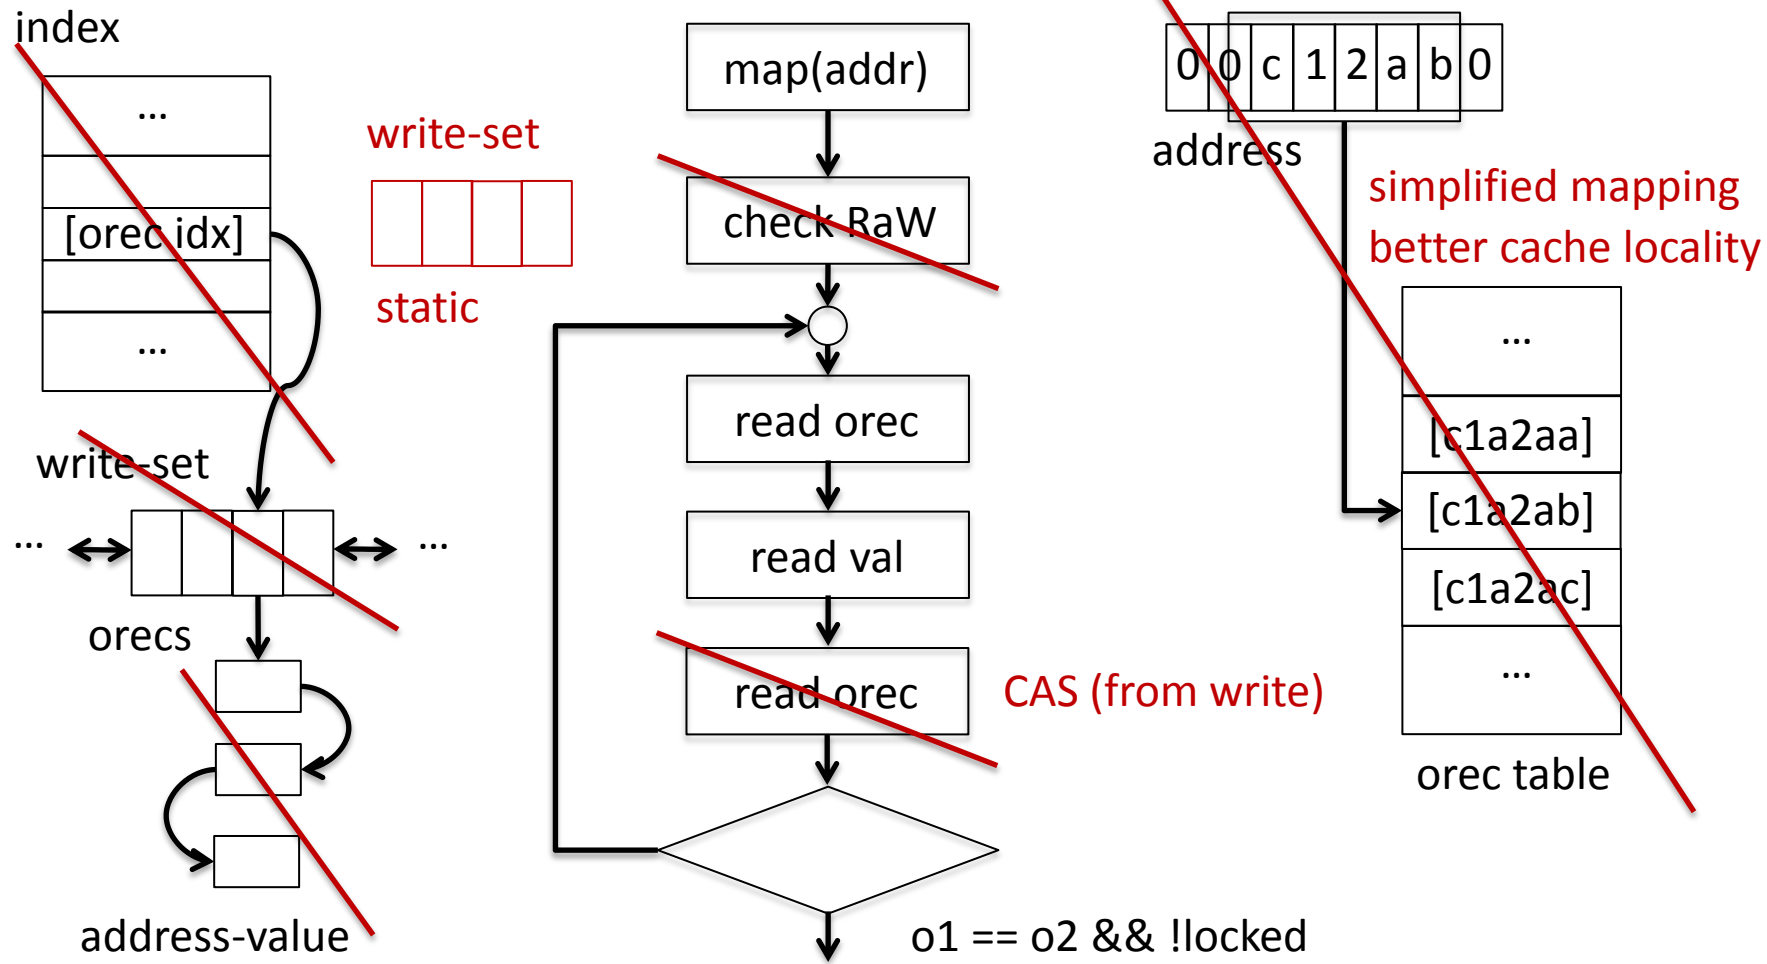 index
...
[orec idx]
...
write-set
... ...
orecs
address-value
write-set
static
map(addr)
check RaW
read orec
read val
read orec
CAS (from write)
o1 == o2 && !locked
0 0 c 1 2 a b 0
address
simplified mapping
better cache locality
...
[c1a2aa]
[c1a2ab]
[c1a2ac]
...
orec table